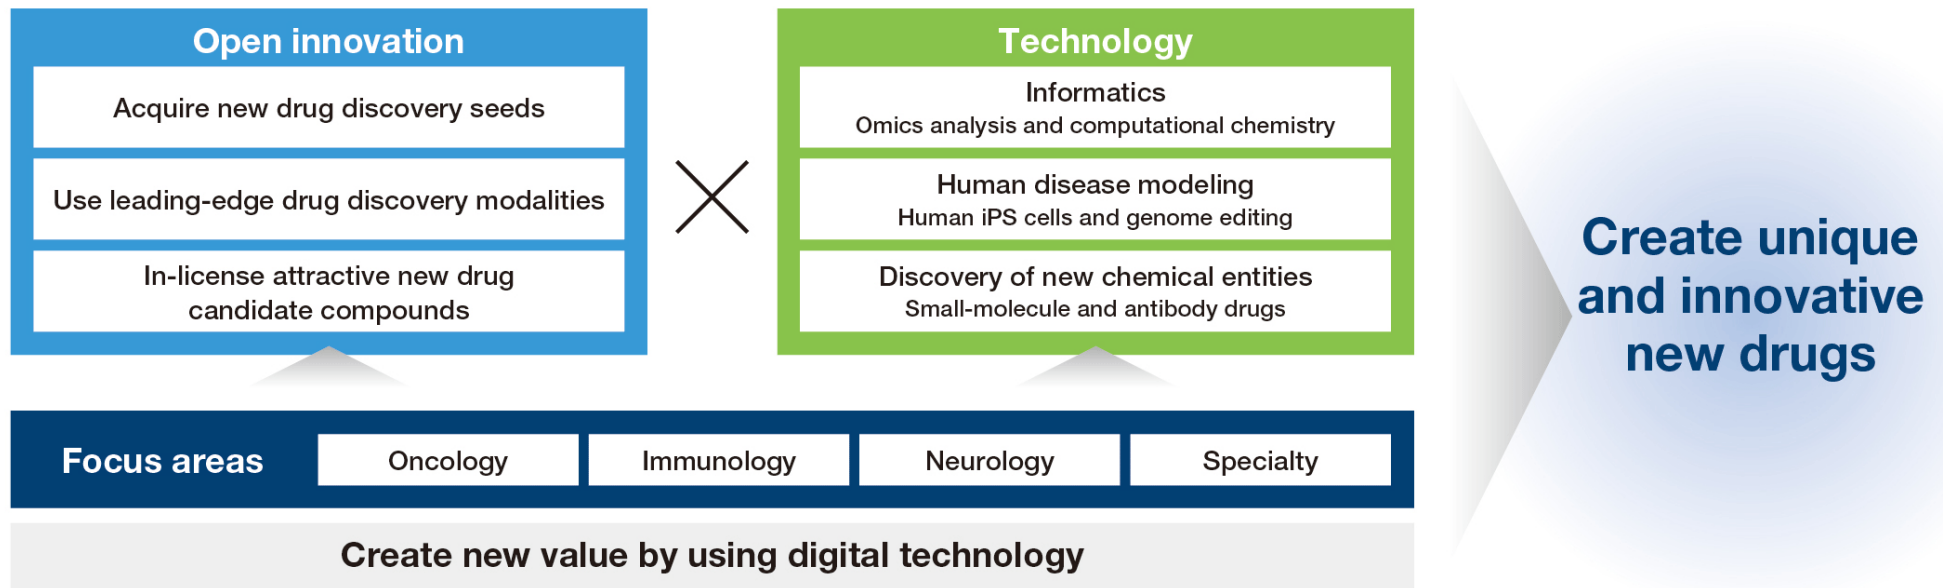 Open innovation
Acquire new drug discovery seeds
Use leading-edge drug discovery modalities
In-license attractive new drug
candidate compounds
Technology
Informatics
Omics analysis and computational chemistry
Human disease modeling
Human iPS cells and genome editing
Discovery of new chemical entities
Small-molecule and antibody drugs
Focus areas
Oncology
Immunology
Neurology
Specialty
Create new value by using digital technology
Create unique
and innovative
new drugs